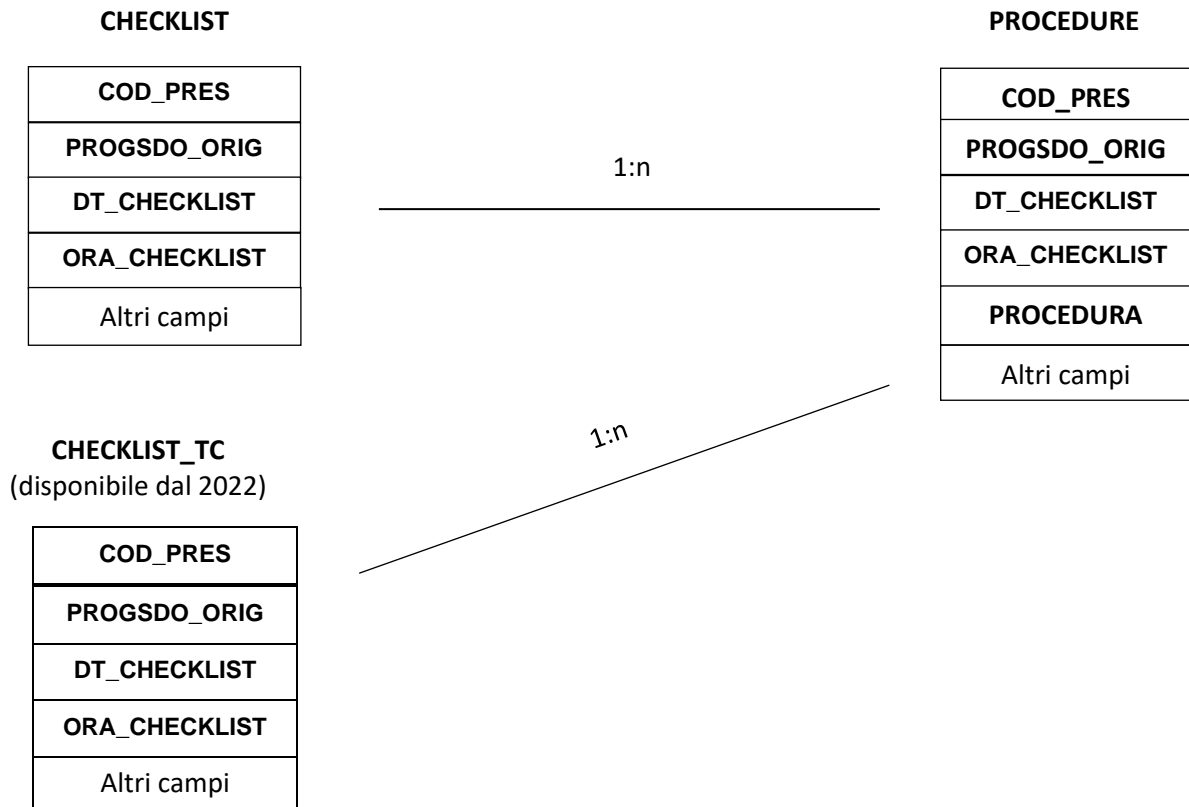 CHECKLIST
COD_PRES
PROGSDO_ORIG
DT_CHECKLIST
ORA_CHECKLIST
Altri campi
1:n
PROCEDURE
COD_PRES
PROGSDO_ORIG
DT_CHECKLIST
ORA_CHECKLIST
PROCEDURA
Altri campi
1:n
CHECKLIST_TC
(disponibile dal 2022)
COD_PRES
PROGSDO_ORIG
DT_CHECKLIST
ORA_CHECKLIST
Altri campi